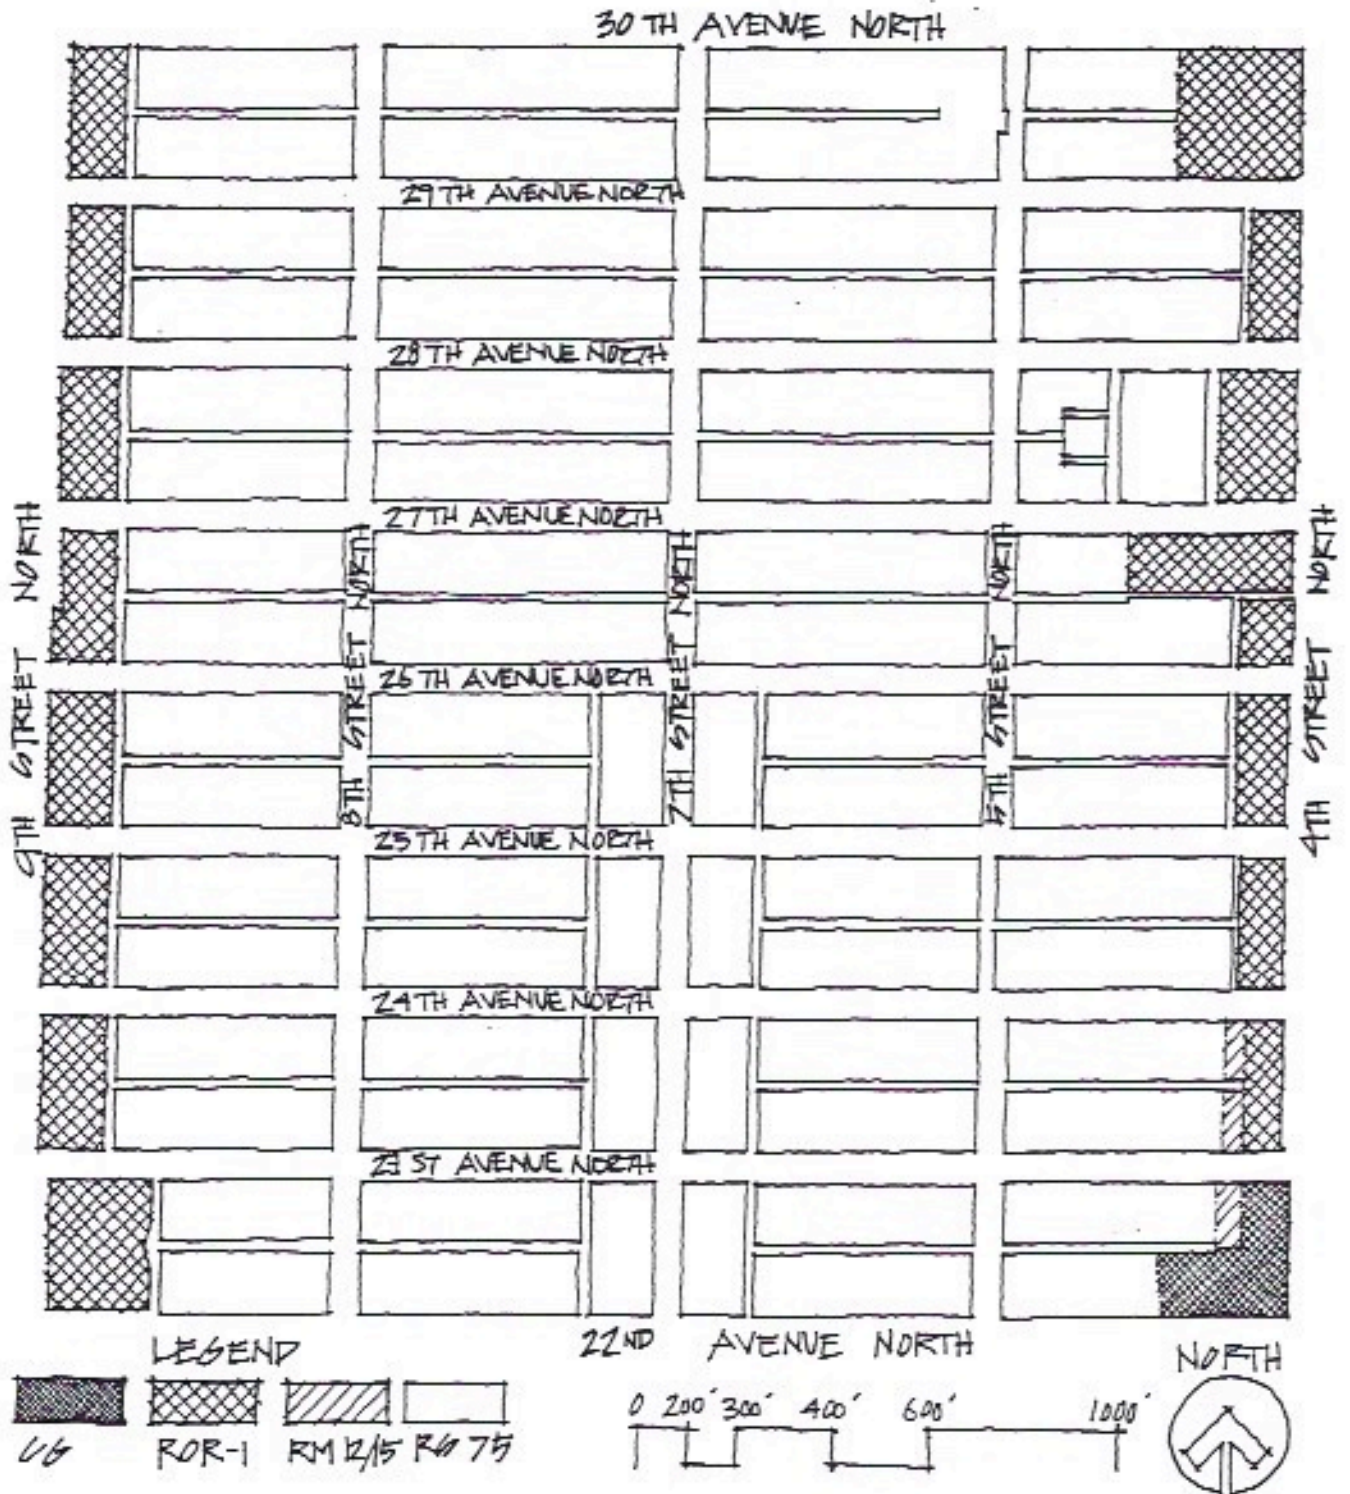 30TH AVENUE NORTH
29TH AVENUE NORTH
28TH AVENUE NORTH
27TH AVENUE NORTH
9TH STREET NORTH
8TH STREET NORTH
7TH STREET NORTH
5TH STREET NORTH
4TH STREET NORTH
26TH AVENUE NORTH
25TH AVENUE NORTH
24TH AVENUE NORTH
23 ST AVENUE NORTH
22ND AVENUE NORTH
LEGEND
CG
ROR-1
RM 12/15
RS 75
0 200' 300' 400' 600' 1000'
NORTH